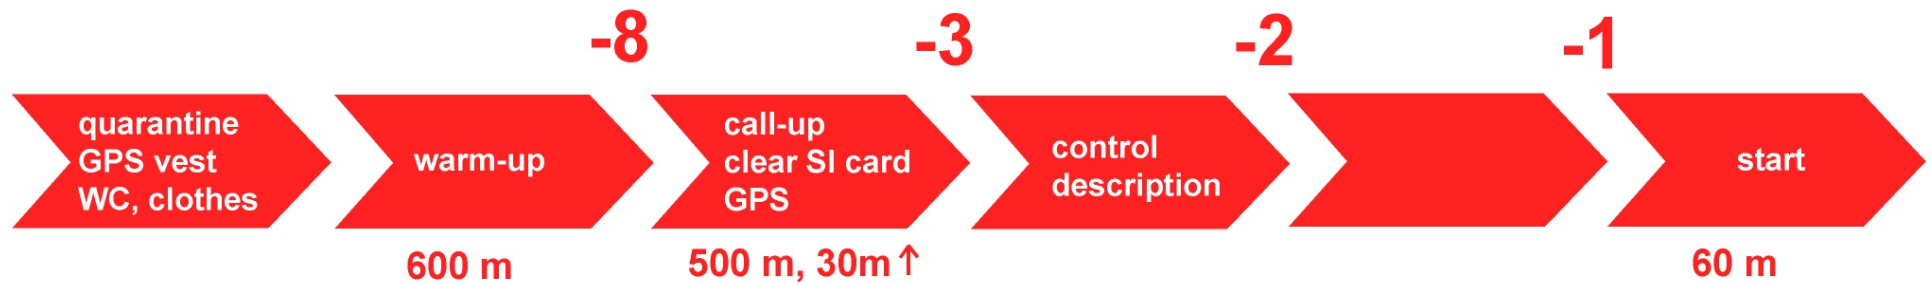 -8
-3
-2
-1
quarantine
GPS vest
WC, clothes
warm-up
call-up
clear SI card
GPS
control
description
start
600 m
500 m, 30m↑
60 m